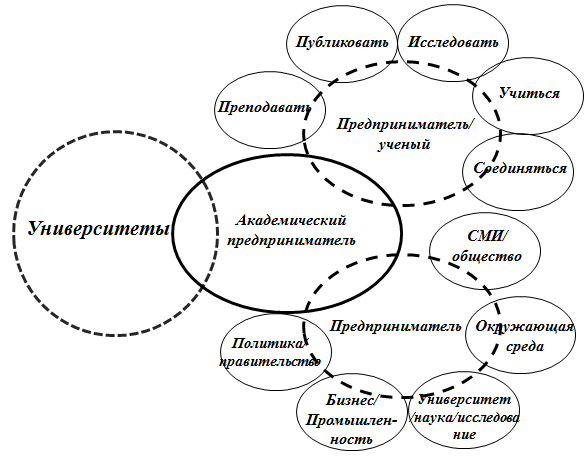 Публиковать
Исследовать
Учиться
Преподавать
Предприниматель/
ученый
Соединяться
Университеты
Академический
предприниматель
СМИ/
общество
Предприниматель
Окружающая
среда
Политика/
правительство
Бизнес/
Промышлен-
ность
Университет
/наука/исследова
ние